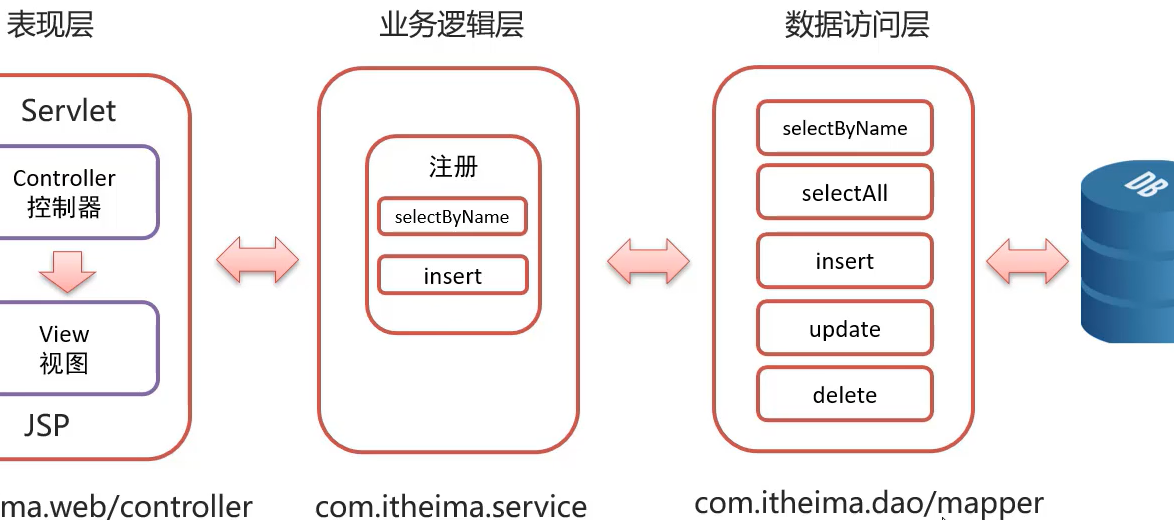 表现层
业务逻辑层
数据访问层
Servlet
Controller
控制器
View
视图
JSP
注册
selectByName
insert
selectByName
selectAll
insert
update
delete
DB
ma.web/controller
com.itheima.service
com.itheima.dao/mapper